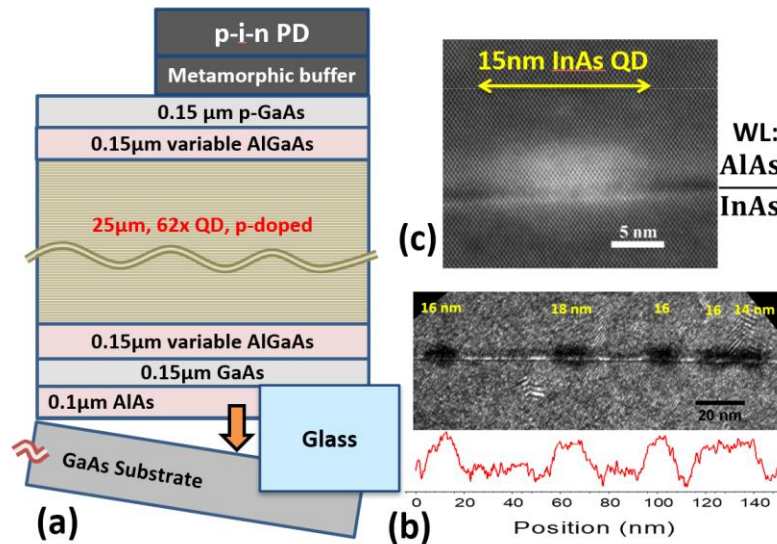 p-i-n PD
Metamorphic buffer
0.15 μm p-GaAs
0.15μm variable AlGaAs
25μm, 62x QD, p-doped
0.15μm variable AlGaAs
0.15μm GaAs
0.1μm AlAs
Glass
GaAs Substrate
(a)
15nm InAs QD
WL:
AlAs
InAs
5 nm
(c)
16 nm
18 nm
16
16
14 nm
20 nm
0 20 40 60 80 100 120 140
Position (nm)
(b)